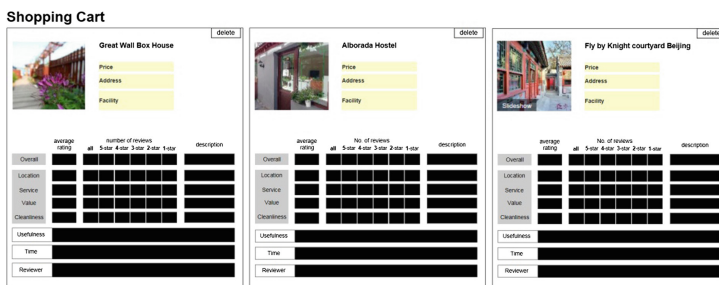 Shopping Cart
delete
Great Wall Box House
Price
Address
Facility
average rating
number of reviews
all 5-star 4-star 3-star 2-star 1-star
description
Overall
Location
Service
Value
Cleanliness
Usefulness
Time
Reviewer
delete
Alborada Hostel
Price
Address
Facility
average rating
No. of reviews
all 5-star 4-star 3-star 2-star 1-star
description
Overall
Location
Service
Value
Cleanliness
Usefulness
Time
Reviewer
delete
Fly by Knight courtyard Beijing
Slideshow
Price
Address
Facility
average rating
No. of reviews
all 5-star 4-star 3-star 2-star 1-star
description
Overall
Location
Service
Value
Cleanliness
Usefulness
Time
Reviewer